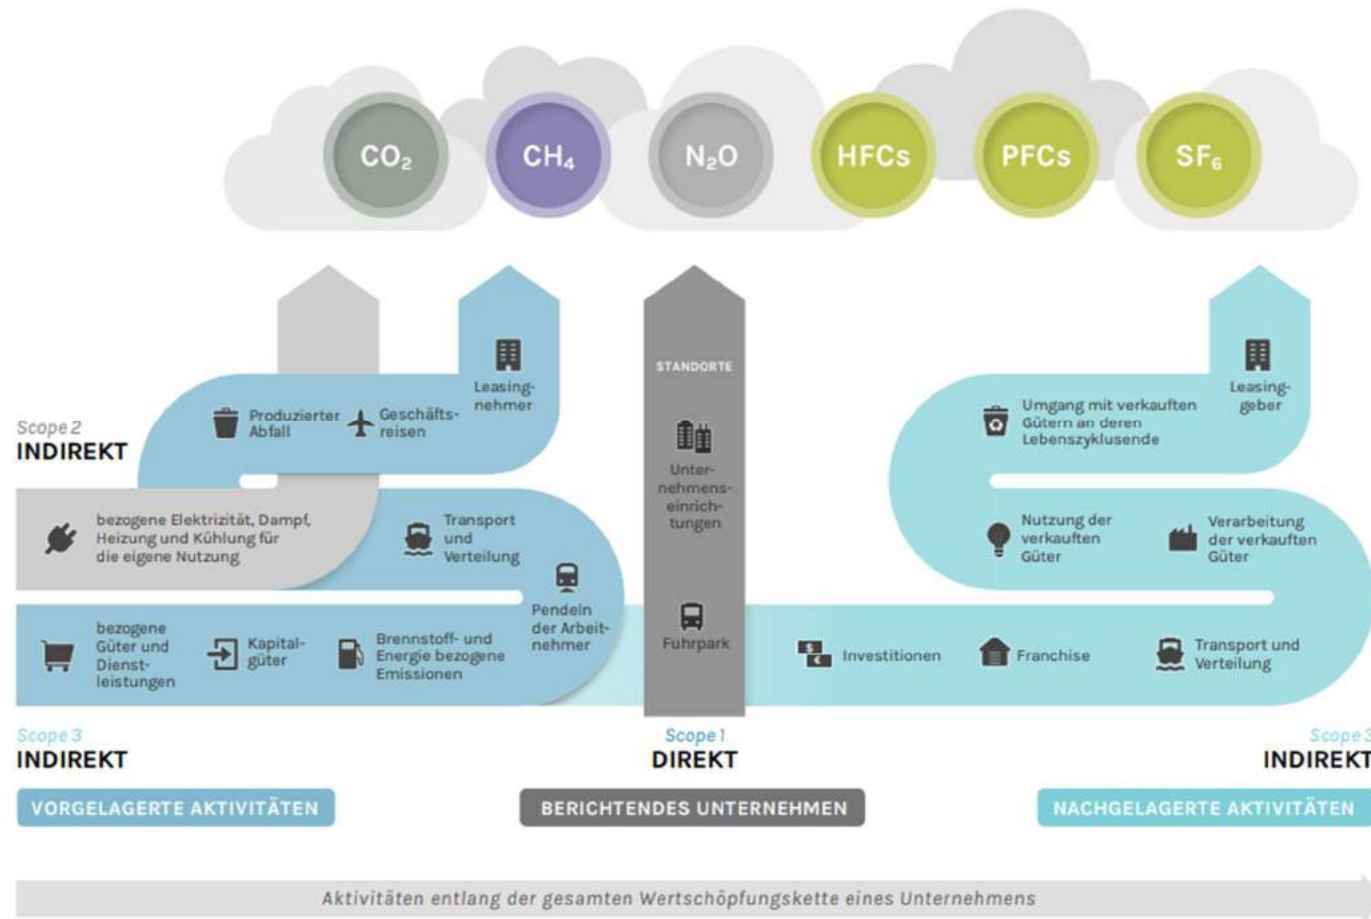 CO₂
CH₄
N₂O
HFCs
PFCs
SF₆
Scope 2
INDIREKT
Produzierter
Abfall
Geschäfts-
reisen
Leasing-
nehmer
bezogene Elektrizität, Dampf,
Heizung und Kühlung für
die eigene Nutzung
Transport
und
Verteilung
Pendeln
der Arbeit-
nehmer
bezogene
Güter und
Dienst-
leistungen
Kapital-
güter
Brennstoff- und
Energie bezogene
Emissionen
Scope 3
INDIREKT
VORGELAGERTE AKTIVITÄTEN
STANDORTE
Unter-
nehmens-
einrich-
tungen
Fuhrpark
Scope 1
DIREKT
BERICHTENDES UNTERNEHMEN
Leasing-
geber
Umgang mit verkauften
Gütern an deren
Lebenszyklusende
Nutzung der
verkauften
Güter
Verarbeitung
der verkauften
Güter
Investitionen
Franchise
Transport und
Verteilung
Scope 3
INDIREKT
NACHGELAGERTE AKTIVITÄTEN
Aktivitäten entlang der gesamten Wertschöpfungskette eines Unternehmens